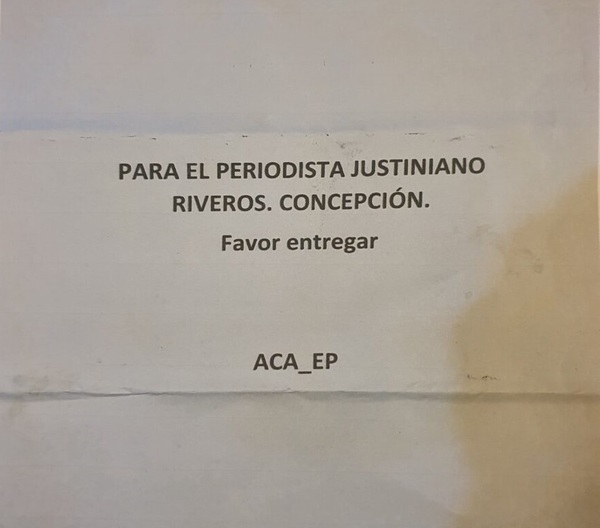 PARA EL PERIODISTA JUSTINIANO
RIVEROS. CONCEPCIÓN.
Favor entregar
ACA_EP